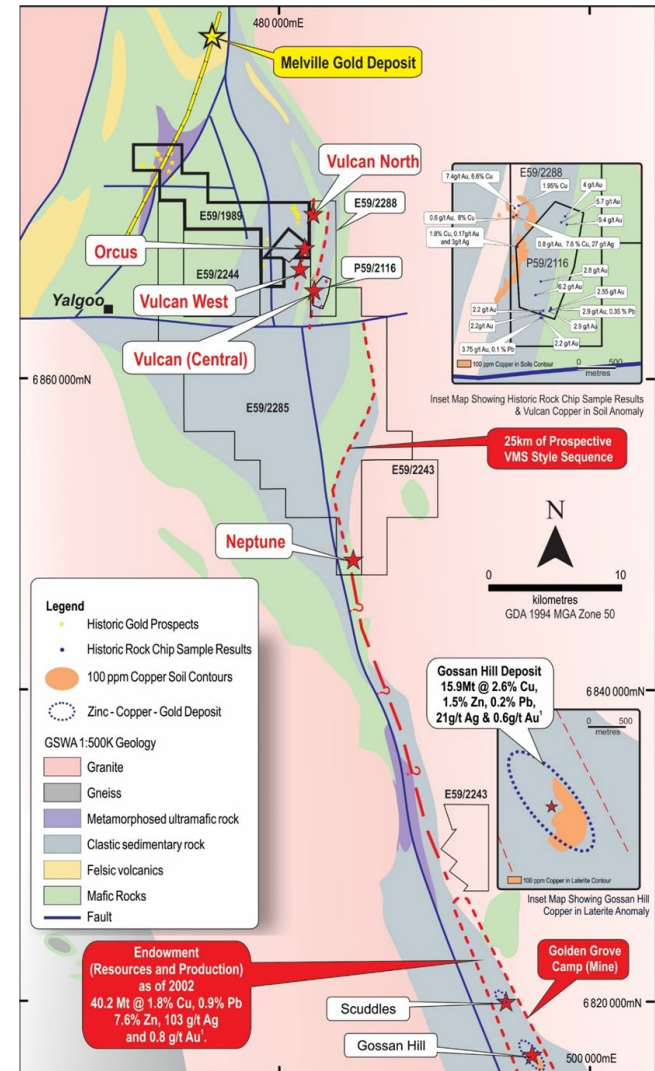 480 000mE
Melville Gold Deposit
Vulcan North
E59/2288
E59/1989
Orcus
E59/2244
P59/2116
Yalgoo
Vulcan West
Vulcan (Central)
6 860 000mN
E59/2285
25km of Prospective
VMS Style Sequence
E59/2243
Neptune
E59/2288
7.4g/t Au, 6.6% Cu
1.95% Cu
4 g/t Au
5.7 g/t Au
9.4 g/t Au
0.6 g/t Au, 8% Cu
1.8% Cu, 0.17g/t Au
and 3g/t Ag
0.8 g/t Au, 7.6 % Cu, 27 g/t Ag
P59/2116
2.8 g/t Au
6.2 g/t Au
2.55 g/t Au
2.2 g/t Au
2.9 g/t Au, 0.35 % Pb
2.2g/t Au
2.9 g/t Au
3.75 g/t Au, 0.1 % Pb
2.2 g/t Au
100 ppm Copper in Soils Contour
0 500
metres
Inset Map Showing Historic Rock Chip Sample Results
& Vulcan Copper in Soil Anomaly
N
0 10
kilometres
GDA 1994 MGA Zone 50
Legend
Historic Gold Prospects
Historic Rock Chip Sample Results
100 ppm Copper Soil Contours
Zinc - Copper - Gold Deposit
GSWA 1:500K Geology
Granite
Gneiss
Metamorphosed ultramafic rock
Clastic sedimentary rock
Felsic volcanics
Mafic Rocks
Fault
?
?
?
Gossan Hill Deposit
15.9Mt @ 2.6% Cu,
1.5% Zn, 0.2% Pb,
21g/t Ag & 0.6g/t Au¹
6 840 000mN
0 500
metres
100 ppm Copper in Laterite Contour
Inset Map Showing Gossan Hill
Copper in Laterite Anomaly
E59/2243
Endowment
(Resources and Production)
as of 2002
40.2 Mt @ 1.8% Cu, 0.9% Pb
7.6% Zn, 103 g/t Ag
and 0.8 g/t Au¹.
Golden Grove
Camp (Mine)
Scuddles
6 820 000mN
Gossan Hill
500 000mE